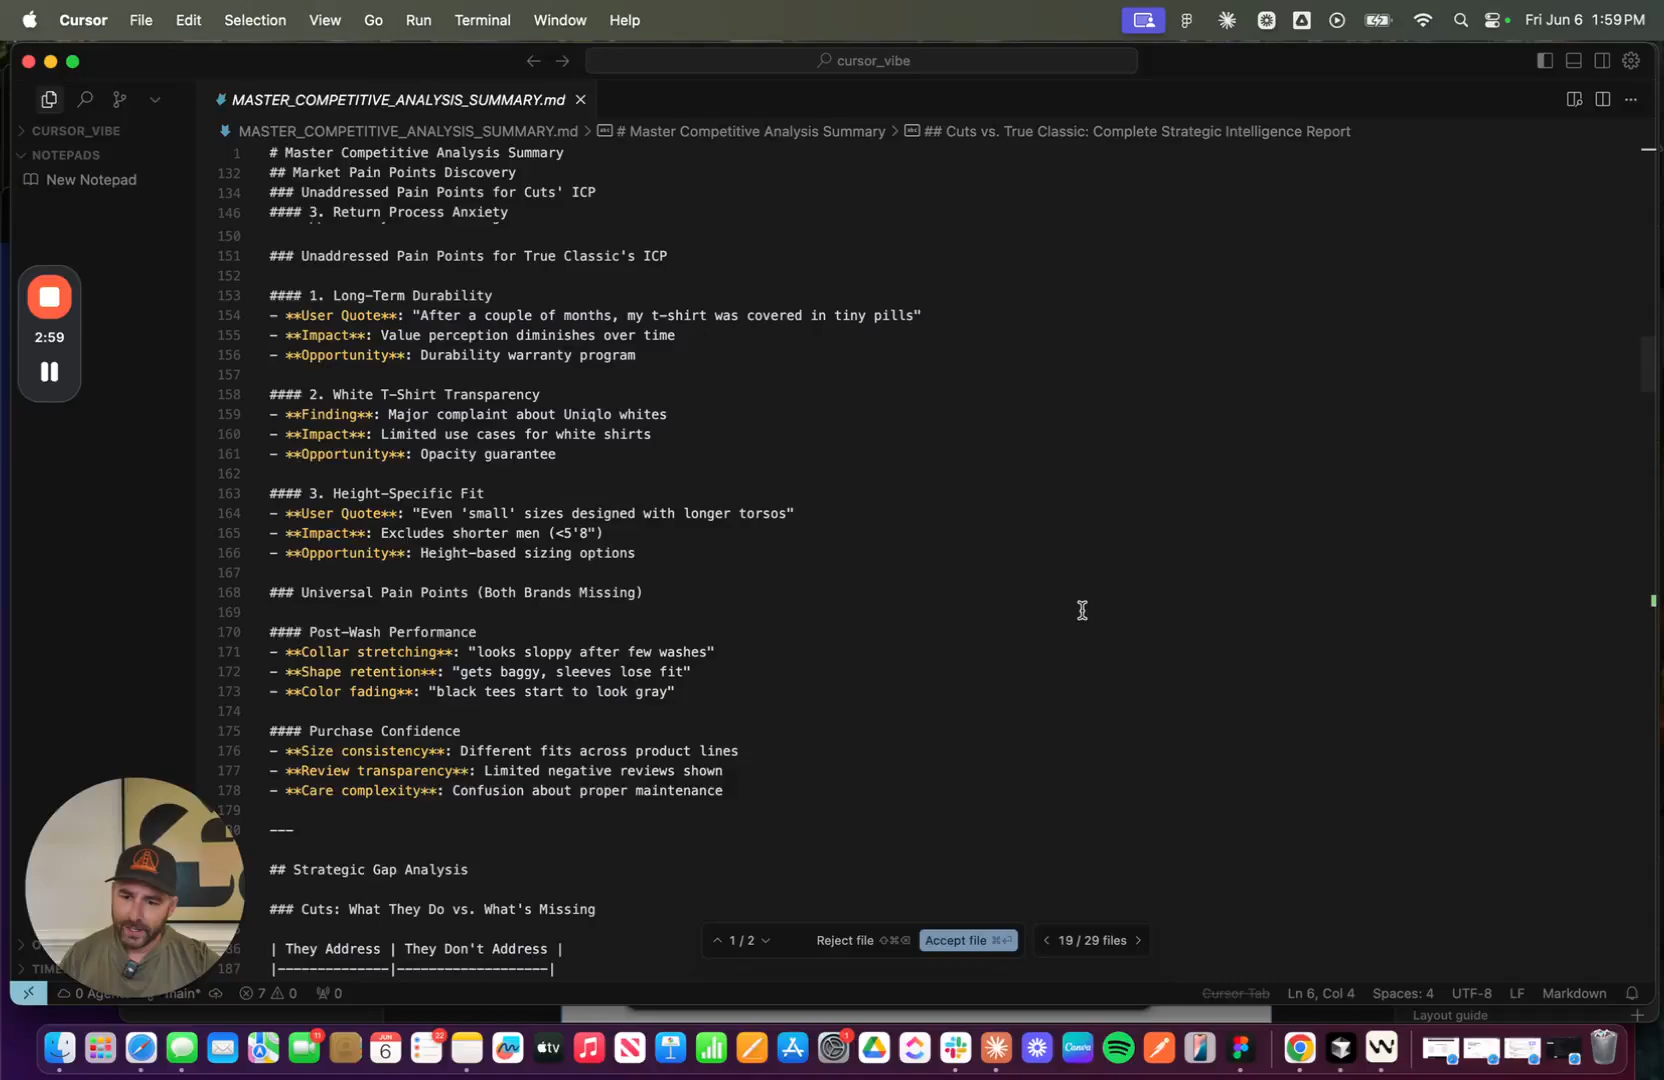 Cursor File Edit Selection View Go Run Terminal Window Help
Fri Jun 6 1:59 PM
cursor_vibe
MASTER_COMPETITIVE_ANALYSIS_SUMMARY.md
CURSOR_VIBE
NOTEPADS
New Notepad
MASTER_COMPETITIVE_ANALYSIS_SUMMARY.md > # Master Competitive Analysis Summary > ## Cuts vs. True Classic: Complete Strategic Intelligence Report
1 # Master Competitive Analysis Summary
132 ## Market Pain Points Discovery
134 ### Unaddressed Pain Points for Cuts' ICP
146 #### 3. Return Process Anxiety
150
151 ### Unaddressed Pain Points for True Classic's ICP
152
153 #### 1. Long-Term Durability
154 - **User Quote**: "After a couple of months, my t-shirt was covered in tiny pills"
155 - **Impact**: Value perception diminishes over time
156 - **Opportunity**: Durability warranty program
157
158 #### 2. White T-Shirt Transparency
159 - **Finding**: Major complaint about Uniqlo whites
160 - **Impact**: Limited use cases for white shirts
161 - **Opportunity**: Opacity guarantee
162
163 #### 3. Height-Specific Fit
164 - **User Quote**: "Even 'small' sizes designed with longer torsos"
165 - **Impact**: Excludes shorter men (<5'8")
166 - **Opportunity**: Height-based sizing options
167
168 ### Universal Pain Points (Both Brands Missing)
169
170 #### Post-Wash Performance
171 - **Collar stretching**: "looks sloppy after few washes"
172 - **Shape retention**: "gets baggy, sleeves lose fit"
173 - **Color fading**: "black tees start to look gray"
174
175 #### Purchase Confidence
176 - **Size consistency**: Different fits across product lines
177 - **Review transparency**: Limited negative reviews shown
178 - **Care complexity**: Confusion about proper maintenance
179
---
## Strategic Gap Analysis
### Cuts: What They Do vs. What's Missing
| They Address | They Don't Address |
187 |--------------|--------------------|
2:59
1 / 2 Reject file Accept file 19 / 29 files
0 0 7 0 0
Cursor Tab Ln 6, Col 4 Spaces: 4 UTF-8 LF Markdown
Layout guide
11
JUN
6
22
tv
1
Canva